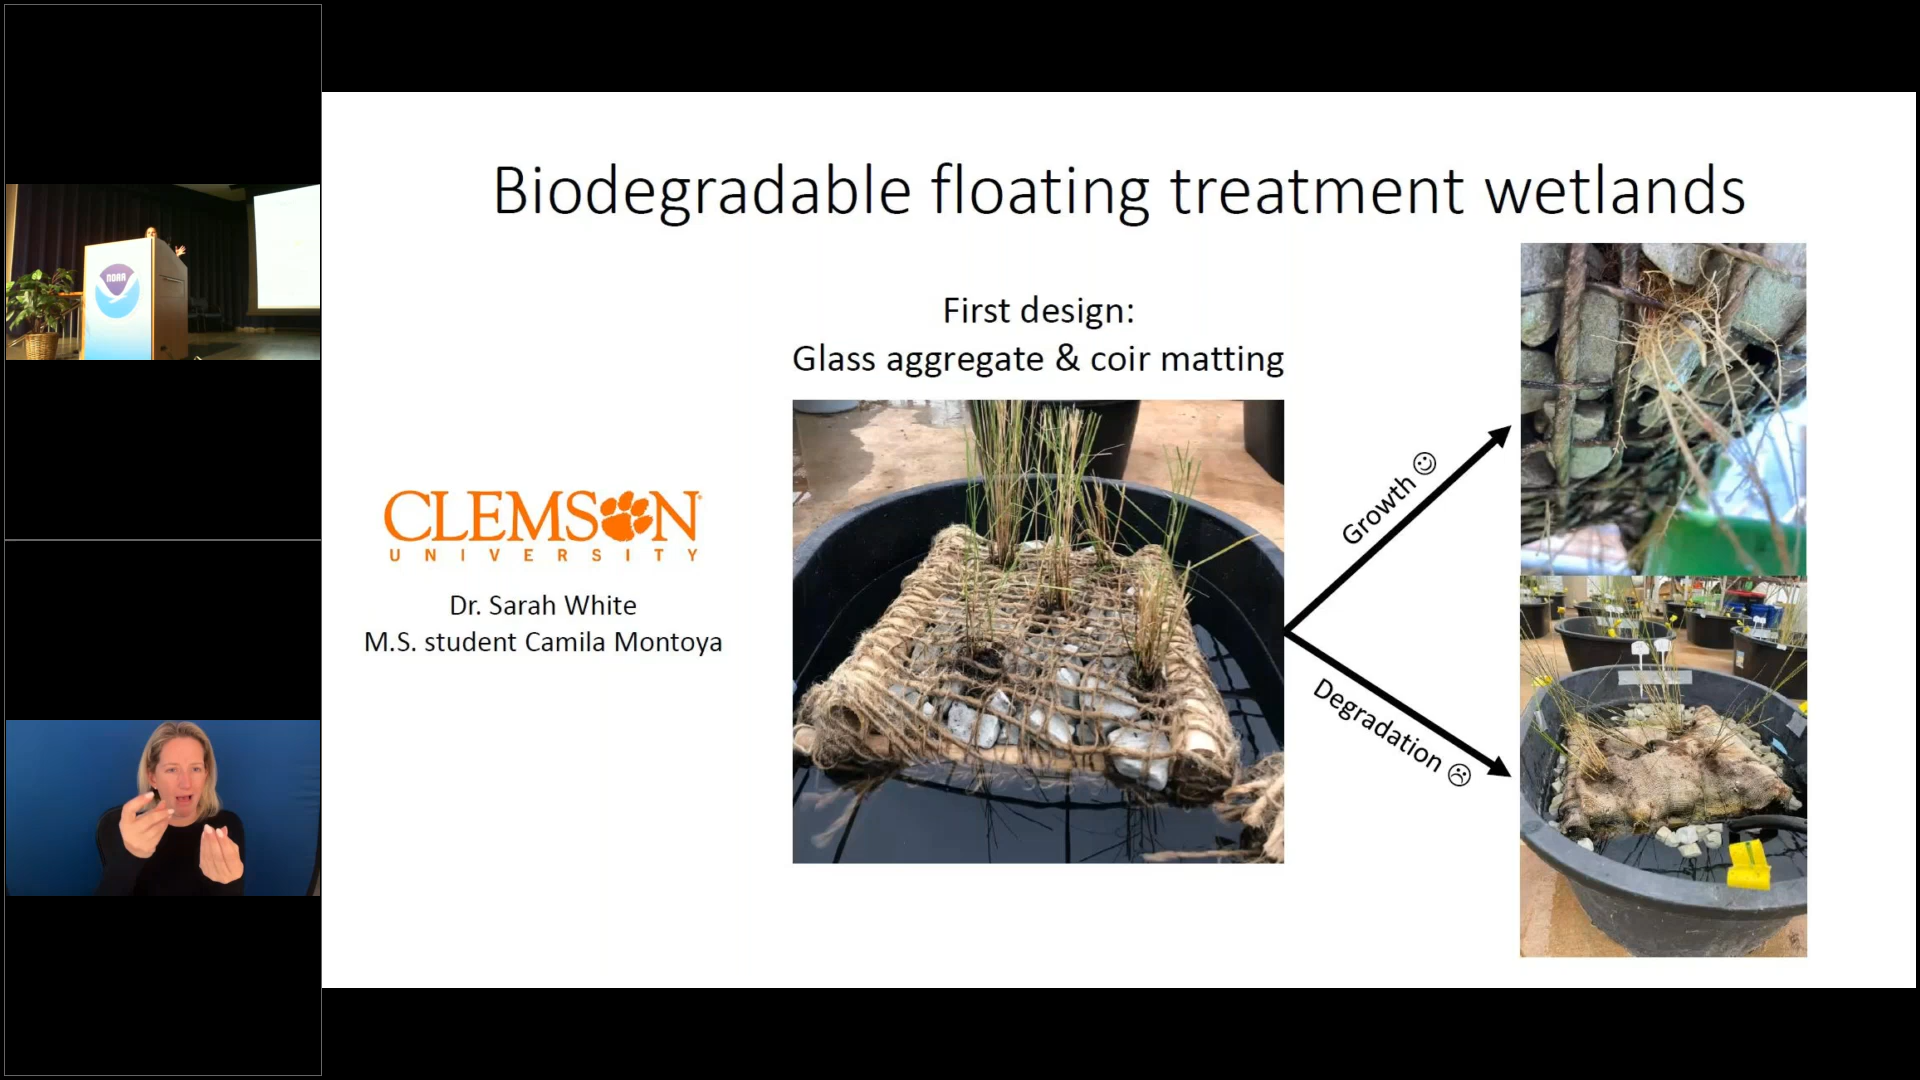 Biodegradable floating treatment wetlands
First design:
Glass aggregate & coir matting
CLEMSON
UNIVERSITY
Dr. Sarah White
M.S. student Camila Montoya
Growth ☺
Degradation ☹
NOAA